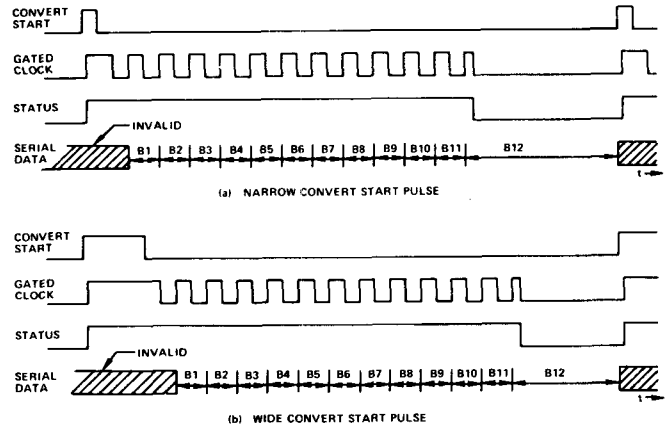 CONVERT
START
GATED
CLOCK
STATUS
INVALID
SERIAL
DATA
B1 B2 B3 B4 B5 B6 B7 B8 B9 B10 B11 B12
t
(a) NARROW CONVERT START PULSE
CONVERT
START
GATED
CLOCK
STATUS
INVALID
SERIAL
DATA
B1 B2 B3 B4 B5 B6 B7 B8 B9 B10 B11 B12
t
(b) WIDE CONVERT START PULSE